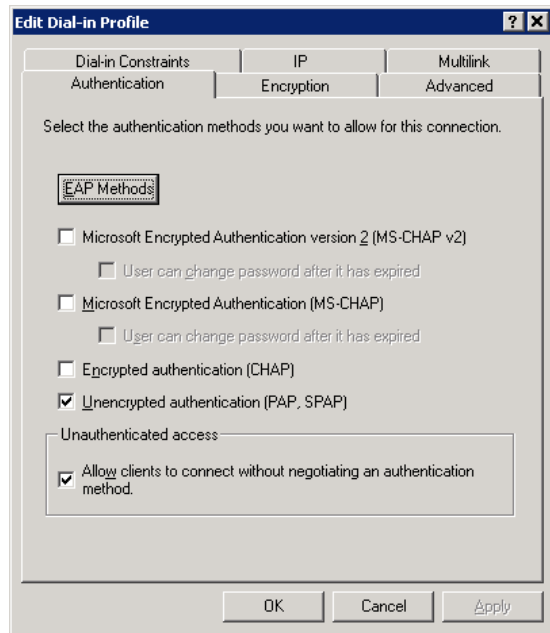 Edit Dial-in Profile
Dial-in Constraints IP Multilink
Authentication Encryption Advanced
Select the authentication methods you want to allow for this connection.
EAP Methods
Microsoft Encrypted Authentication version 2 (MS-CHAP v2)
User can change password after it has expired
Microsoft Encrypted Authentication (MS-CHAP)
User can change password after it has expired
Encrypted authentication (CHAP)
Unencrypted authentication (PAP, SPAP)
Unauthenticated access
Allow clients to connect without negotiating an authentication
method.
OK Cancel Apply